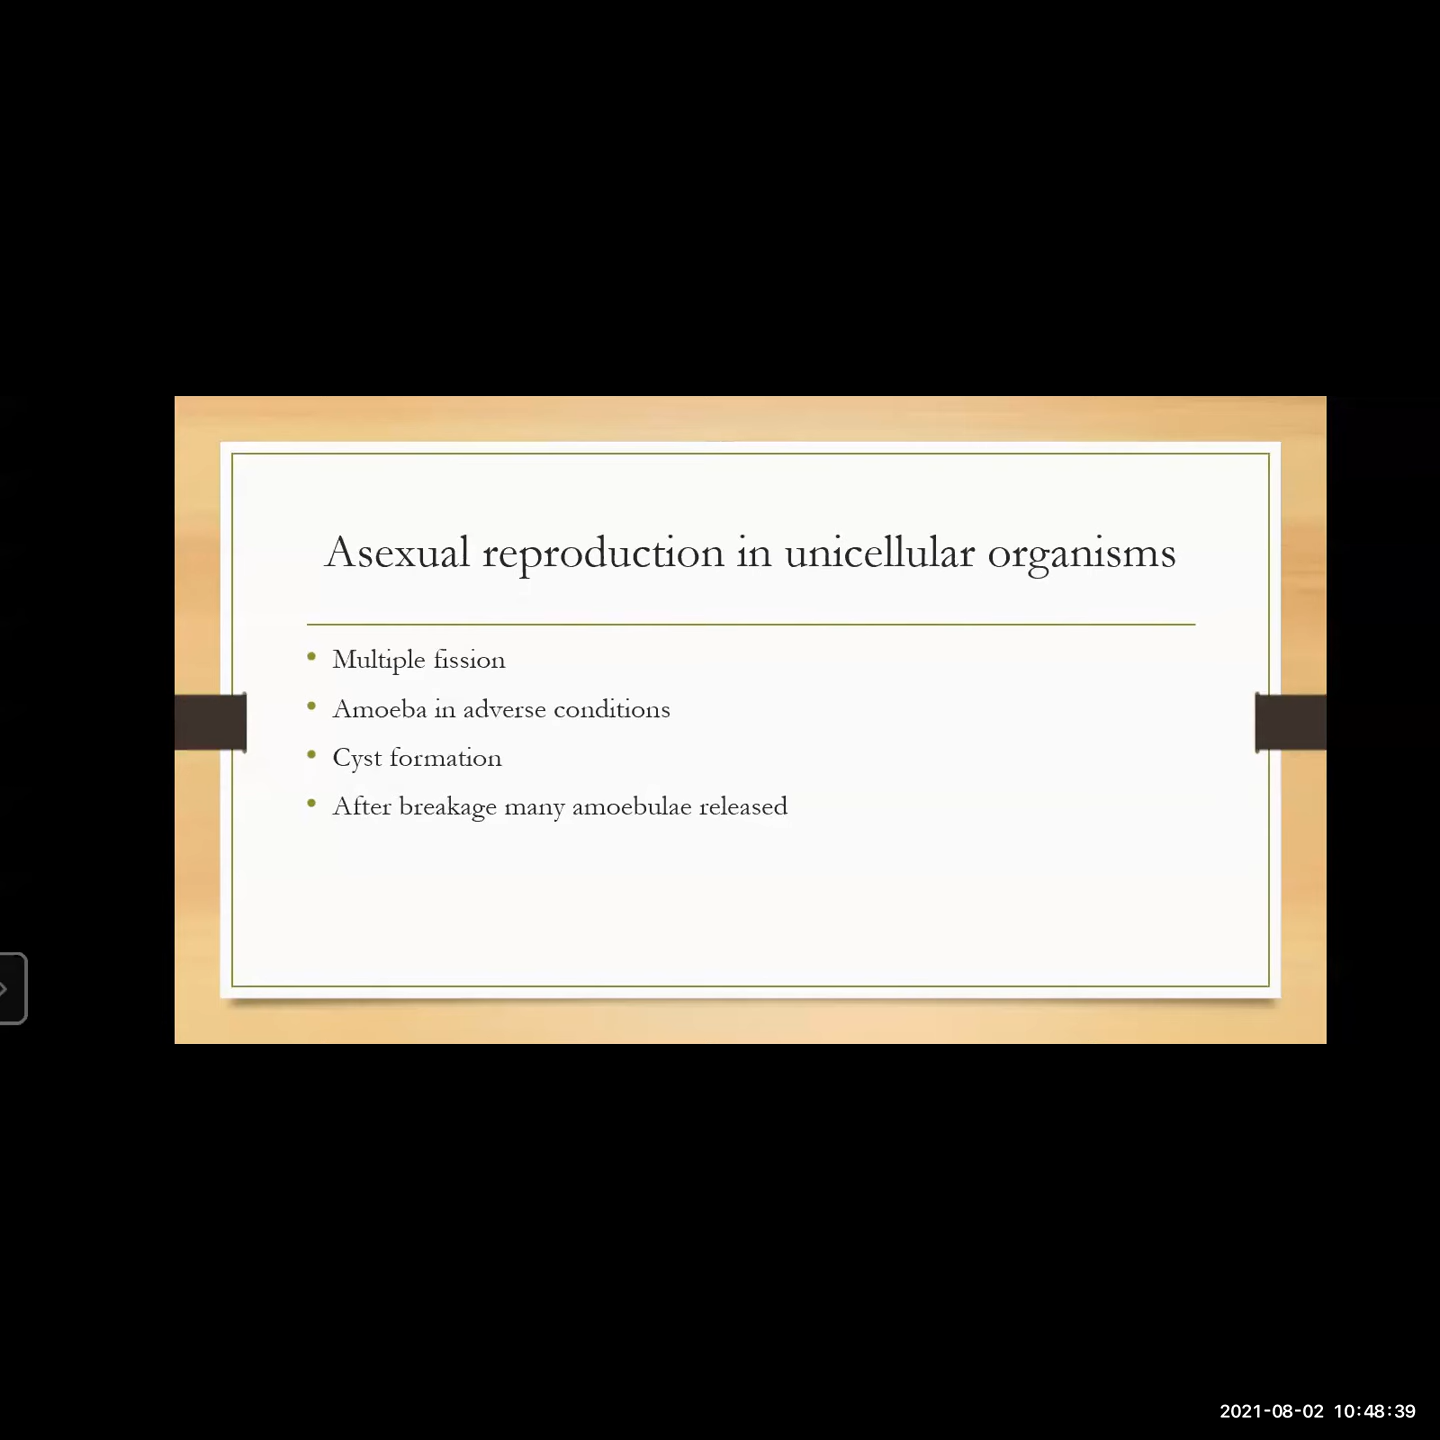 Asexual reproduction in unicellular organisms
• Multiple fission
• Amoeba in adverse conditions
• Cyst formation
• After breakage many amoebulae released
2021-08-02 10:48:39